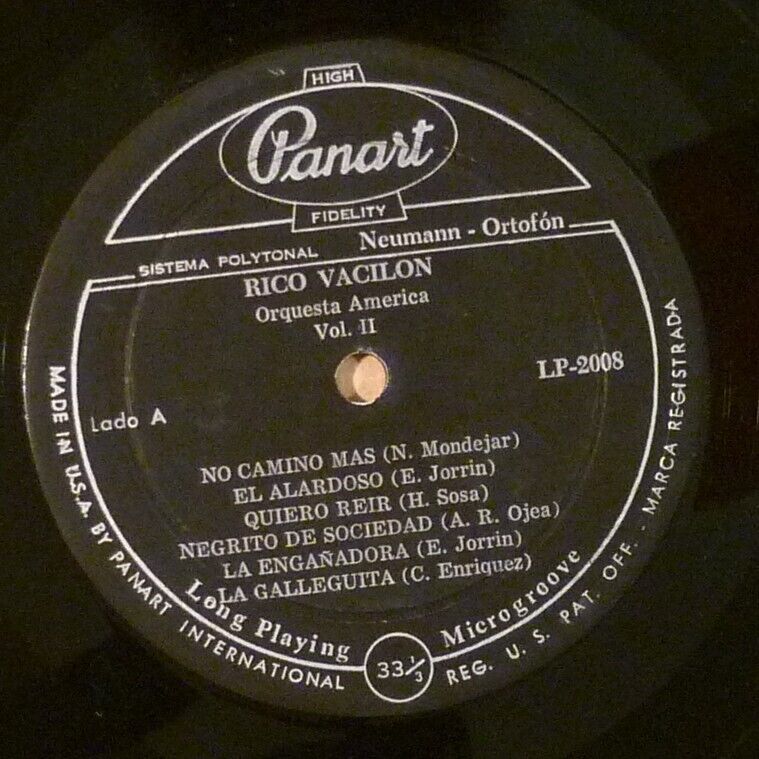 HIGH
Panart
FIDELITY
SISTEMA POLYTONAL Neumann - Ortofón
RICO VACILON
Orquesta America
Vol. II
LP-2008
Lado A
NO CAMINO MAS (N. Mondejar)
EL ALARDOSO (E. Jorrin)
QUIERO REIR (H. Sosa)
NEGRITO DE SOCIEDAD (A. R. Ojea)
LA ENGAÑADORA (E. Jorrin)
LA GALLEGUITA (C. Enriquez)
Long Playing 33 1/3 Microgroove
MADE IN U.S.A. BY PANART INTERNATIONAL REG. U. S. PAT. OFF. - MARCA REGISTRADA